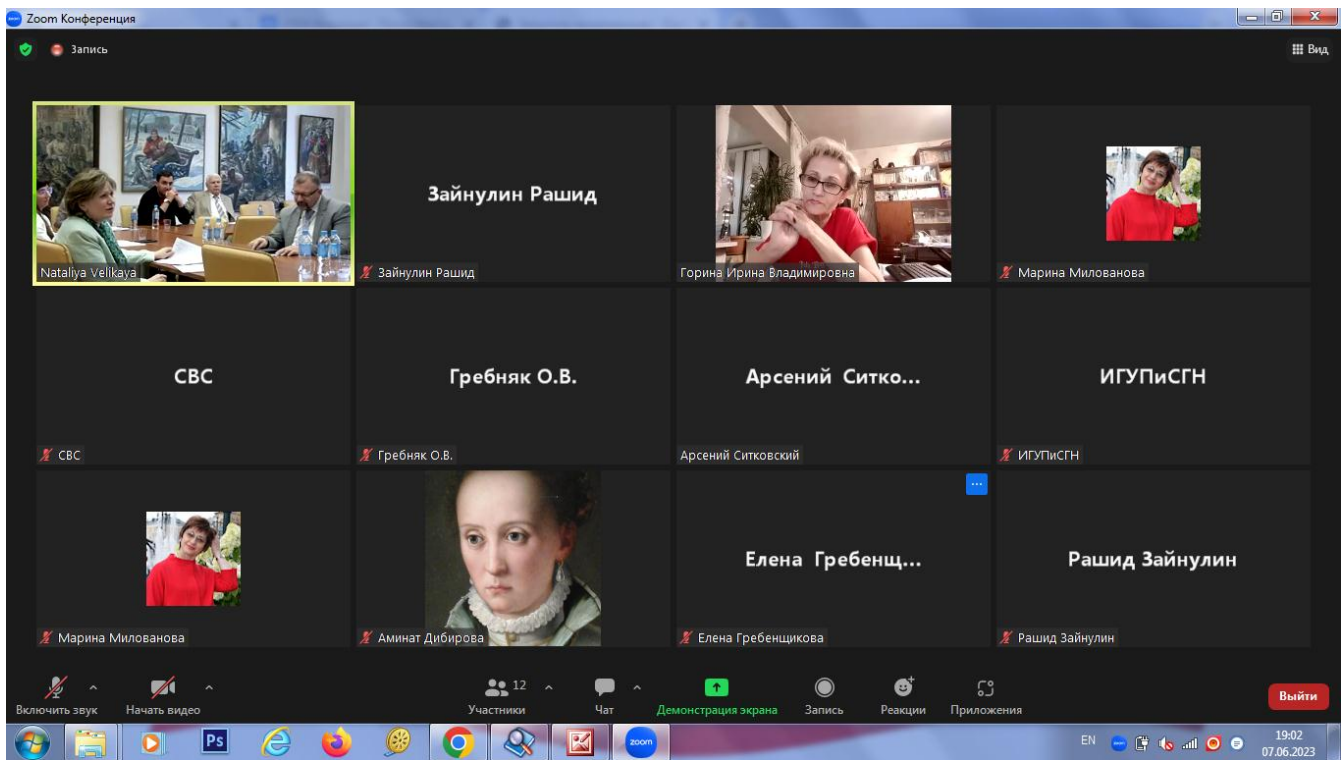 zoom Zoom Конференция
Запись
Вид
Nataliya Velikaya
Зайнулин Рашид
Зайнулин Рашид
Горина Ирина Владимировна
Марина Милованова
СВС
СВС
Гребняк О.В.
Гребняк О.В.
Арсений Ситко...
Арсений Ситковский
ИГУПиСГН
ИГУПиСГН
Марина Милованова
Аминат Дибирова
Елена Гребенщ...
Елена Гребенщикова
Рашид Зайнулин
Рашид Зайнулин
Включить звук
Начать видео
12
Участники
Чат
Демонстрация экрана
Запись
Реакции
Приложения
Выйти
Ps
zoom
EN
19:02
07.06.2023